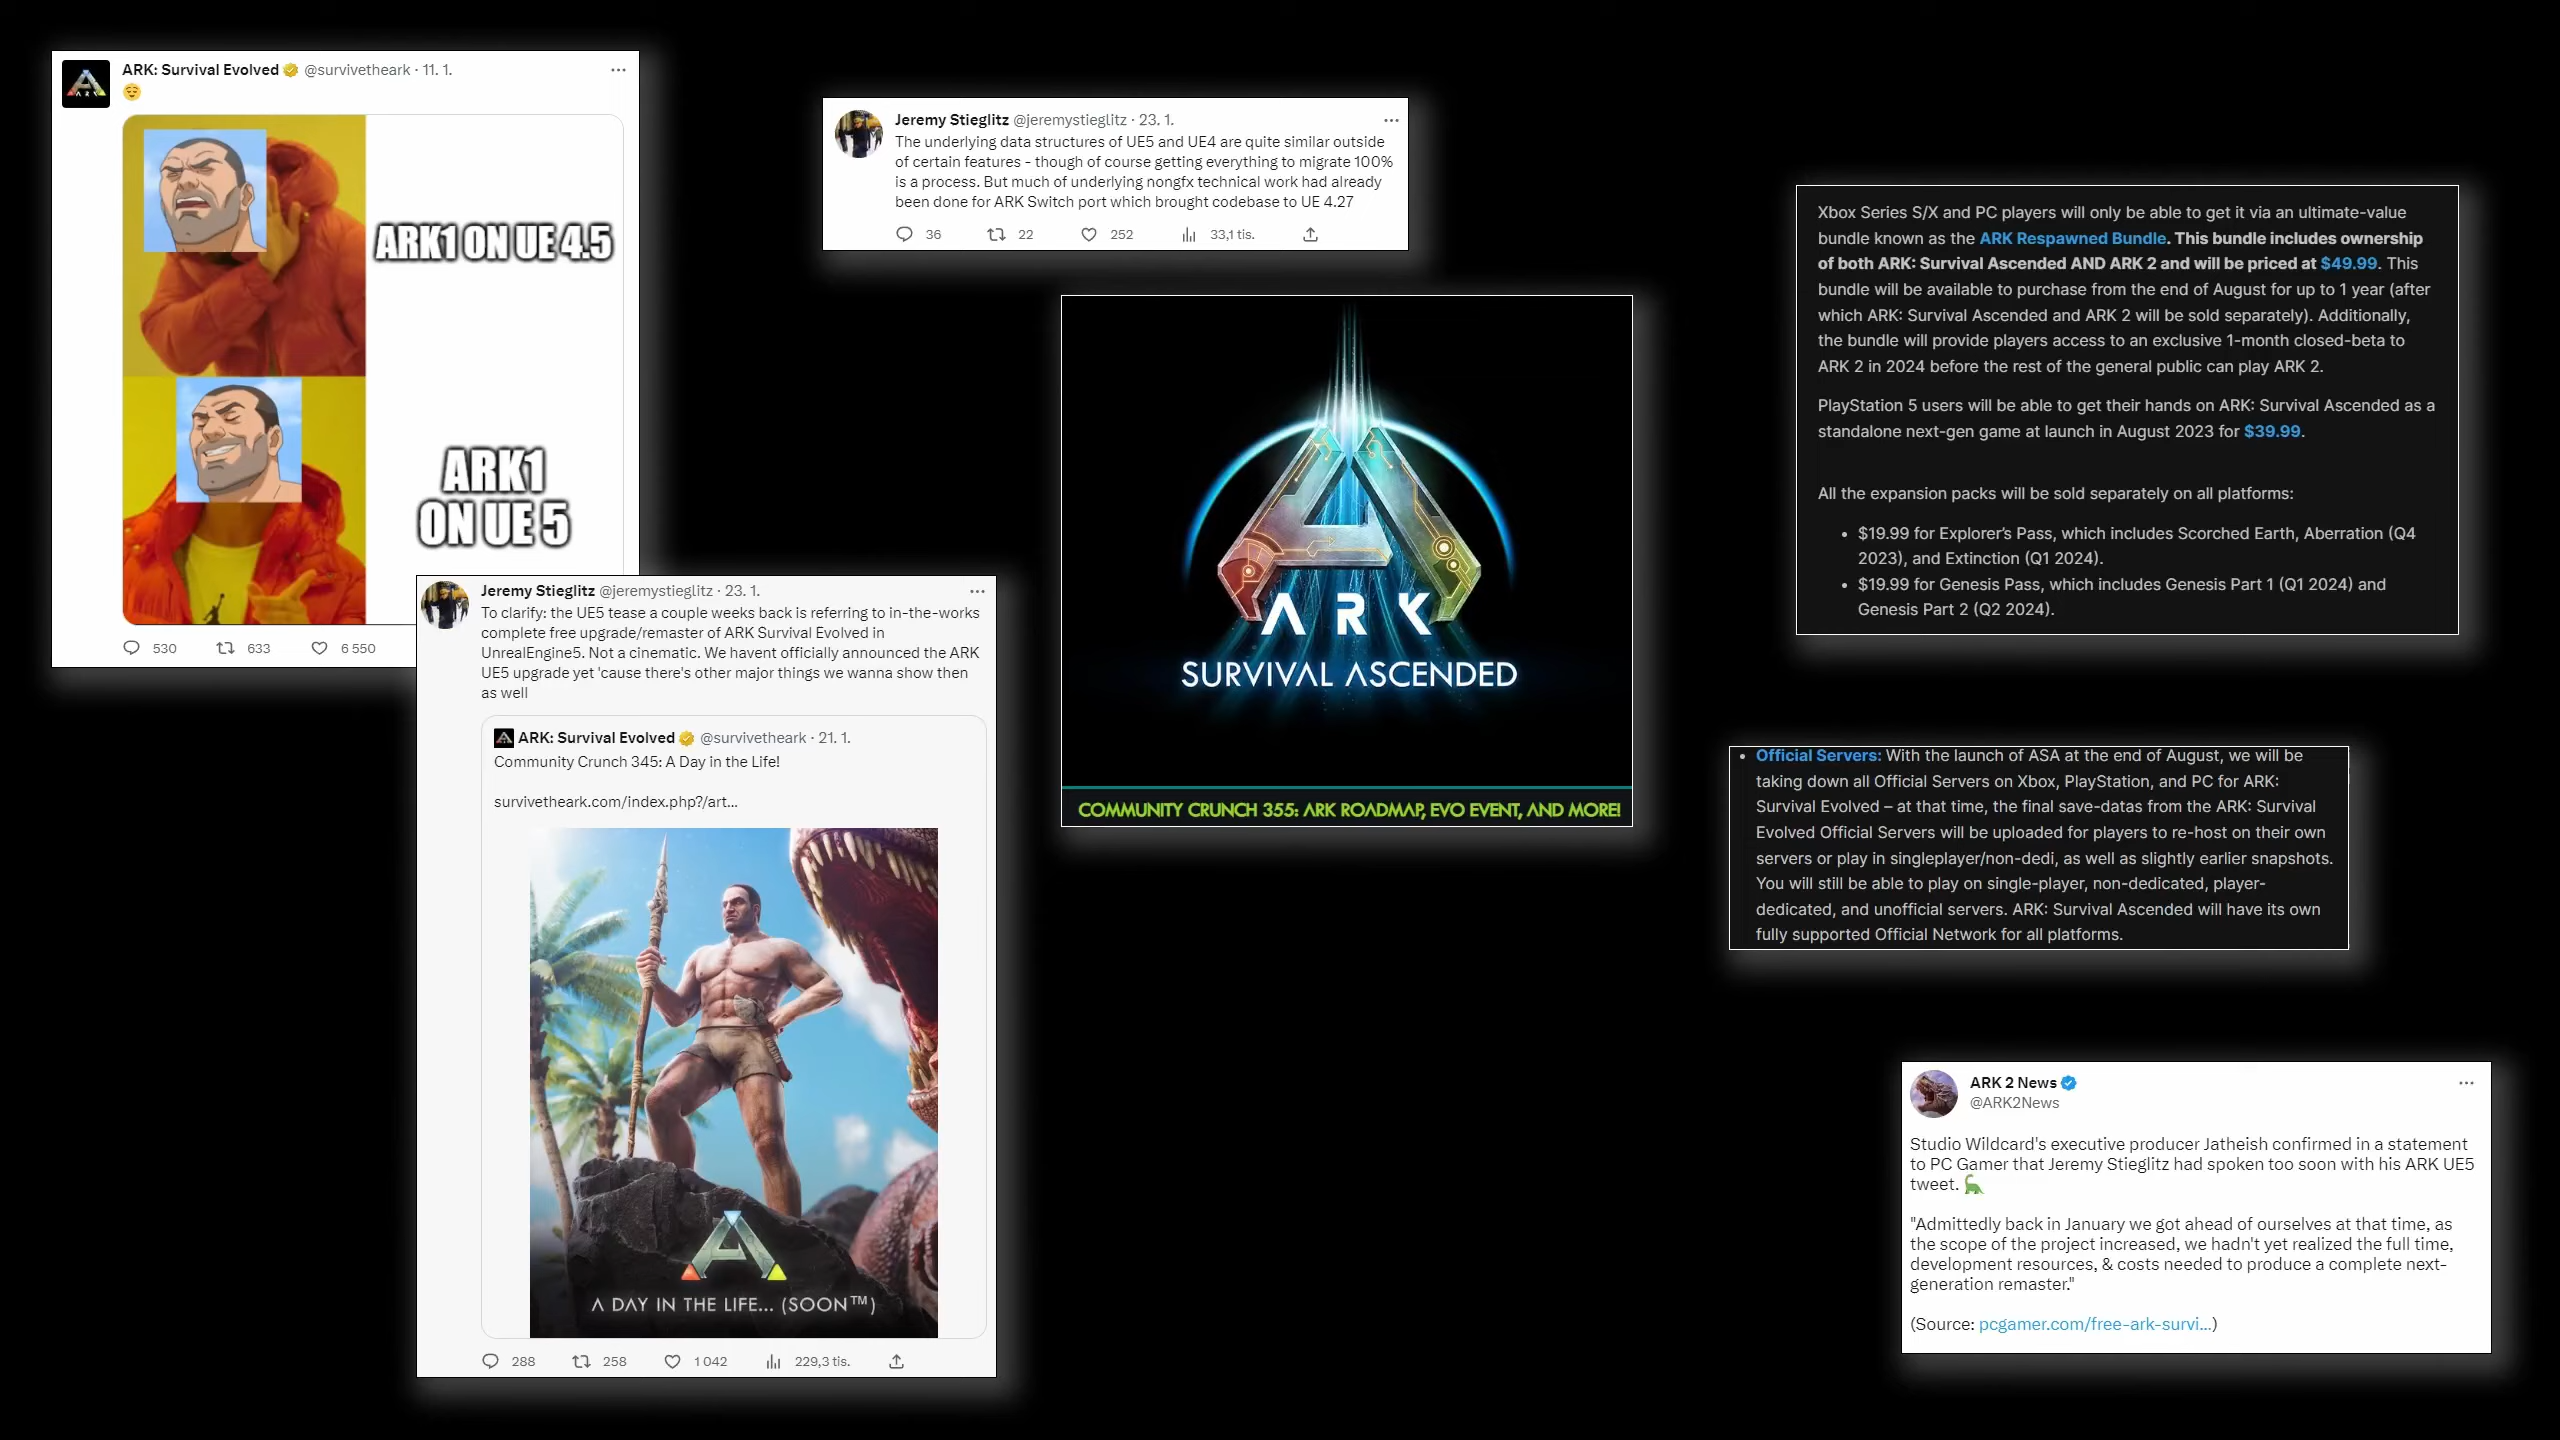 ARK: Survival Evolved @survivetheark · 11. 1.
ARK
ARK1 ON UE 4.5
ARK1
ON UE 5
530 633 6 550
Jeremy Stieglitz @jeremystieglitz · 23. 1.
The underlying data structures of UE5 and UE4 are quite similar outside
of certain features - though of course getting everything to migrate 100%
is a process. But much of underlying nongfx technical work had already
been done for ARK Switch port which brought codebase to UE 4.27
36 22 252 33,1 tis.
Jeremy Stieglitz @jeremystieglitz · 23. 1.
To clarify: the UE5 tease a couple weeks back is referring to in-the-works
complete free upgrade/remaster of ARK Survival Evolved in
UnrealEngine5. Not a cinematic. We havent officially announced the ARK
UE5 upgrade yet 'cause there's other major things we wanna show then
as well
ARK: Survival Evolved @survivetheark · 21. 1.
Community Crunch 345: A Day in the Life!
survivetheark.com/index.php?/art...
A DAY IN THE LIFE... (SOON™)
288 258 1 042 229,3 tis.
ARK
SURVIVAL ASCENDED
COMMUNITY CRUNCH 355: ARK ROADMAP, EVO EVENT, AND MORE!
Xbox Series S/X and PC players will only be able to get it via an ultimate-value
bundle known as the ARK Respawned Bundle. This bundle includes ownership
of both ARK: Survival Ascended AND ARK 2 and will be priced at $49.99. This
bundle will be available to purchase from the end of August for up to 1 year (after
which ARK: Survival Ascended and ARK 2 will be sold separately). Additionally,
the bundle will provide players access to an exclusive 1-month closed-beta to
ARK 2 in 2024 before the rest of the general public can play ARK 2.
PlayStation 5 users will be able to get their hands on ARK: Survival Ascended as a
standalone next-gen game at launch in August 2023 for $39.99.
All the expansion packs will be sold separately on all platforms:
• $19.99 for Explorer's Pass, which includes Scorched Earth, Aberration (Q4
2023), and Extinction (Q1 2024).
• $19.99 for Genesis Pass, which includes Genesis Part 1 (Q1 2024) and
Genesis Part 2 (Q2 2024).
• Official Servers: With the launch of ASA at the end of August, we will be
taking down all Official Servers on Xbox, PlayStation, and PC for ARK:
Survival Evolved – at that time, the final save-datas from the ARK: Survival
Evolved Official Servers will be uploaded for players to re-host on their own
servers or play in singleplayer/non-dedi, as well as slightly earlier snapshots.
You will still be able to play on single-player, non-dedicated, player-
dedicated, and unofficial servers. ARK: Survival Ascended will have its own
fully supported Official Network for all platforms.
ARK 2 News
@ARK2News
Studio Wildcard's executive producer Jatheish confirmed in a statement
to PC Gamer that Jeremy Stieglitz had spoken too soon with his ARK UE5
tweet. 🦕
"Admittedly back in January we got ahead of ourselves at that time, as
the scope of the project increased, we hadn't yet realized the full time,
development resources, & costs needed to produce a complete next-
generation remaster."
(Source: pcgamer.com/free-ark-survi...)